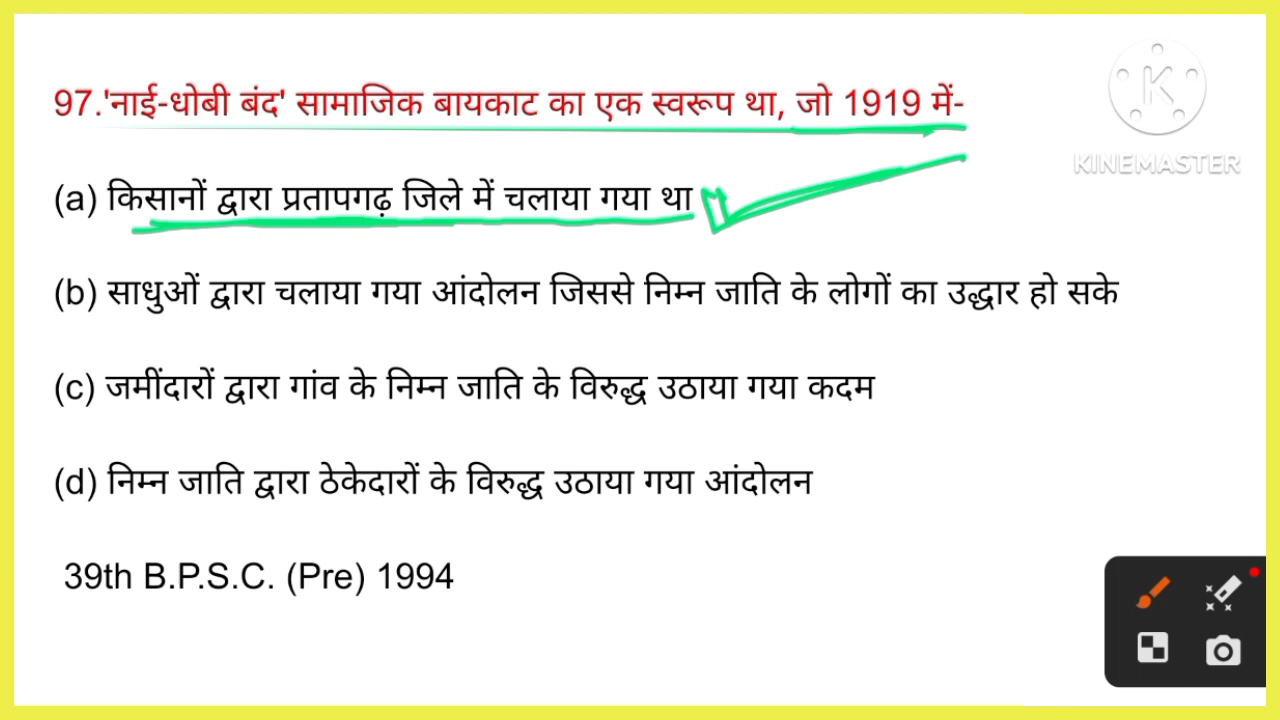 97.'नाई-धोबी बंद' सामाजिक बायकाट का एक स्वरूप था, जो 1919 में-
KINEMASTER
(a) किसानों द्वारा प्रतापगढ़ जिले में चलाया गया था
(b) साधुओं द्वारा चलाया गया आंदोलन जिससे निम्न जाति के लोगों का उद्धार हो सके
(c) जमींदारों द्वारा गांव के निम्न जाति के विरुद्ध उठाया गया कदम
(d) निम्न जाति द्वारा ठेकेदारों के विरुद्ध उठाया गया आंदोलन
39th B.P.S.C. (Pre) 1994